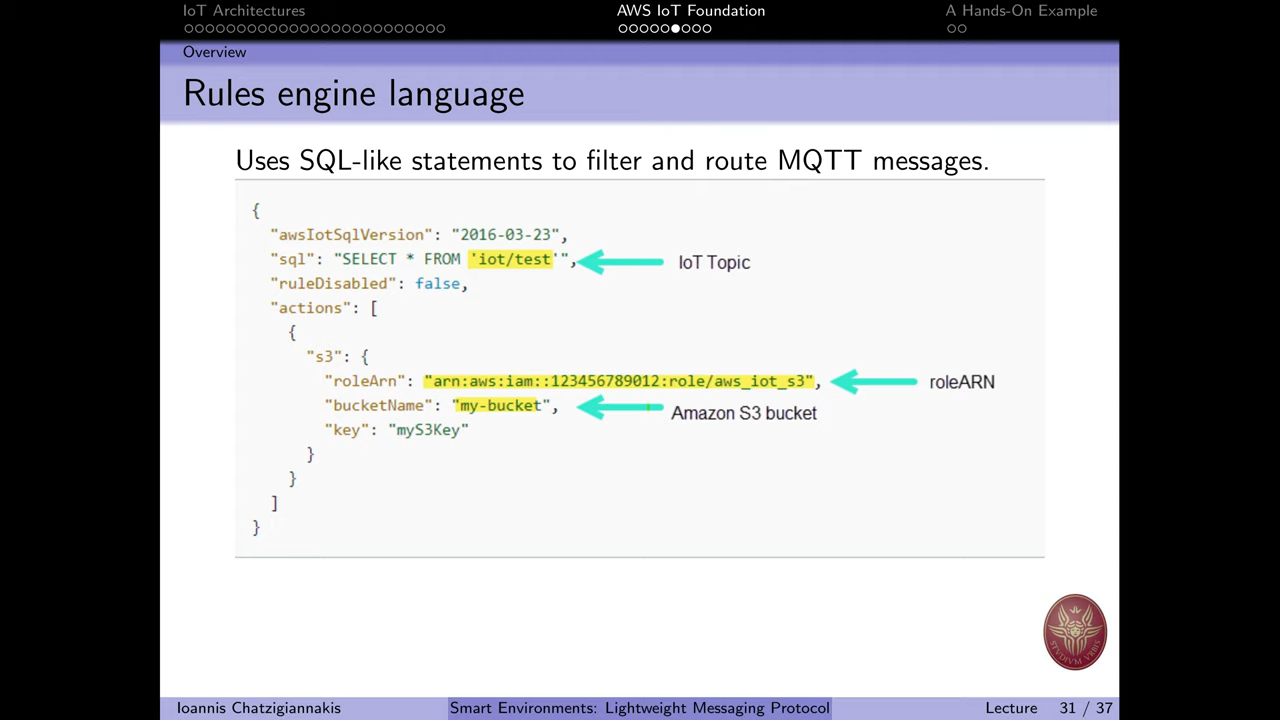 IoT Architectures AWS IoT Foundation A Hands-On Example
Overview
Rules engine language
Uses SQL-like statements to filter and route MQTT messages.
{
"awsIotSqlVersion": "2016-03-23",
"sql": "SELECT * FROM 'iot/test'", IoT Topic
"ruleDisabled": false,
"actions": [
{
"s3": {
"roleArn": "arn:aws:iam::123456789012:role/aws_iot_s3", roleARN
"bucketName": "my-bucket", Amazon S3 bucket
"key": "myS3Key"
}
}
]
}
STVDIVM VRBIS
Ioannis Chatzigiannakis Smart Environments: Lightweight Messaging Protocol Lecture 31 / 37